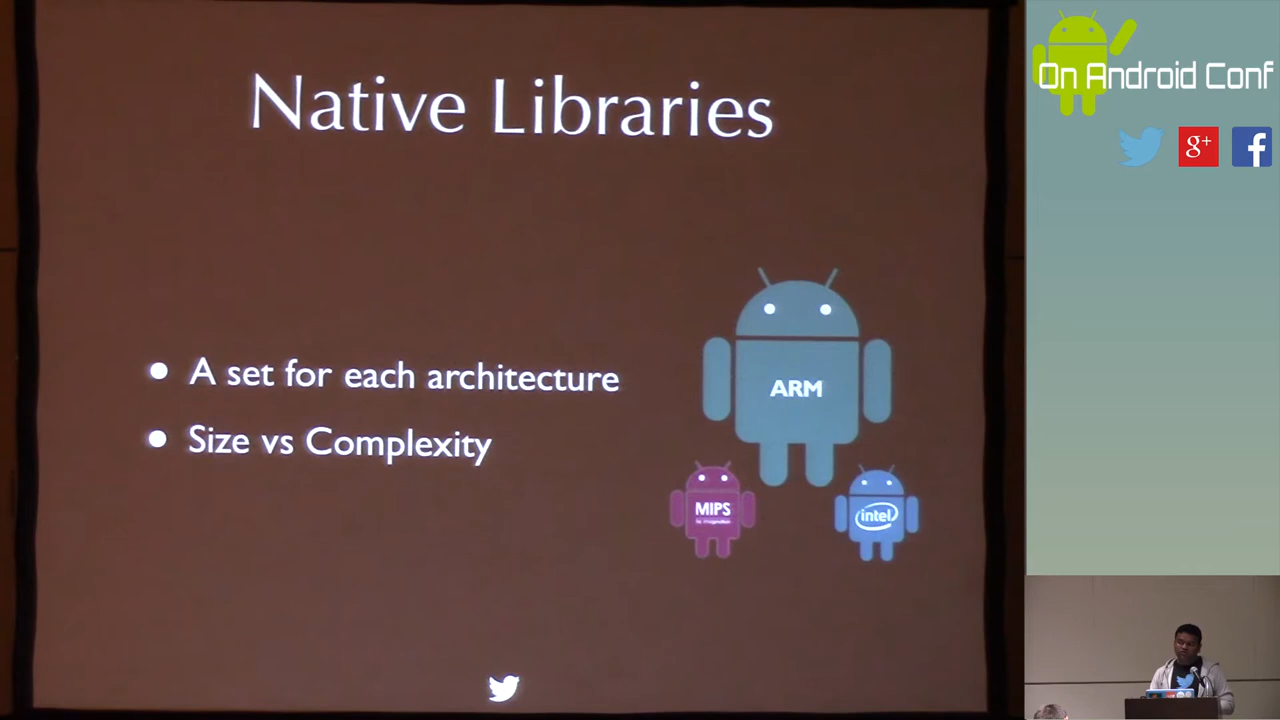 Native Libraries
On Android Conf
g+
f
• A set for each architecture
• Size vs Complexity
ARM
MIPS
intel